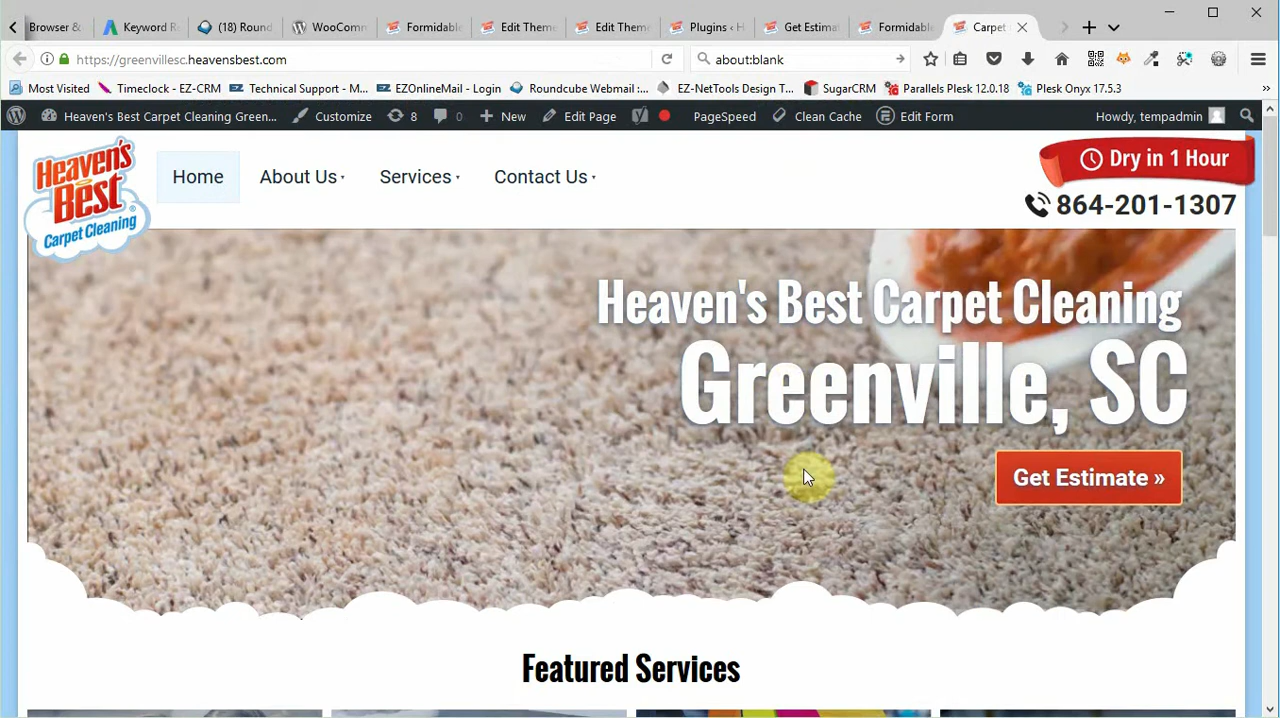 Browser &
Keyword Re
(18) Round
WooComm
Formidabl
Edit Theme
Edit Theme
Plugins ‹ H
Get Estima
Formidabl
Carpet
https://greenvillesc.heavensbest.com
about:blank
Most Visited
Timeclock - EZ-CRM
Technical Support - M...
EZOnlineMail - Login
Roundcube Webmail :...
EZ-NetTools Design T...
SugarCRM
Parallels Plesk 12.0.18
Plesk Onyx 17.5.3
Heaven's Best Carpet Cleaning Green...
Customize
8
0
New
Edit Page
PageSpeed
Clean Cache
Edit Form
Howdy, tempadmin
Heaven's
Best
Carpet Cleaning
Home
About Us
Services
Contact Us
Dry in 1 Hour
864-201-1307
Heaven's Best Carpet Cleaning
Greenville, SC
Get Estimate »
Featured Services